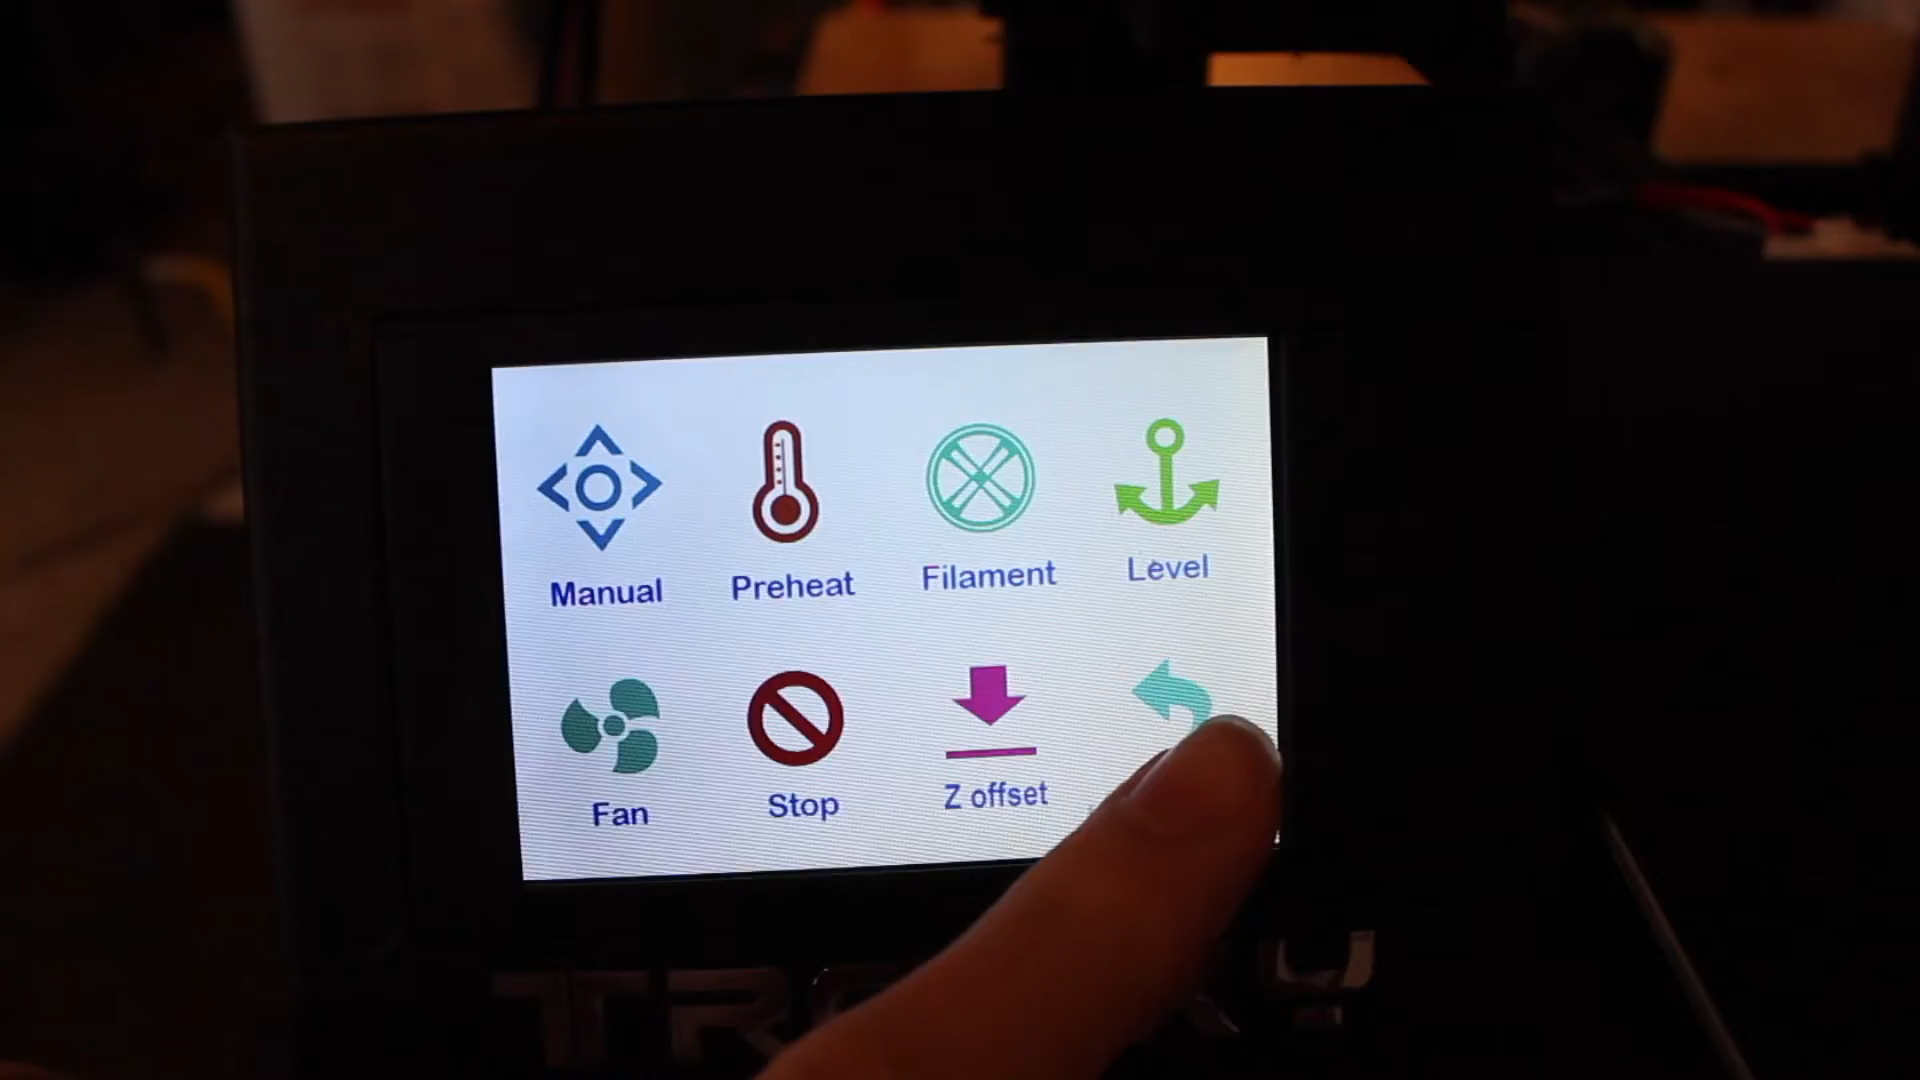 Manual
Preheat
Filament
Level
Fan
Stop
Z offset